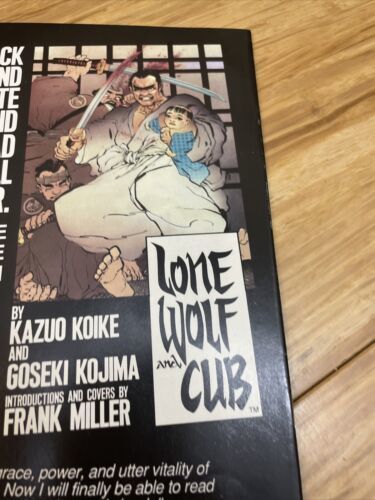 CK
ND
TE
ND
D
L
R.
E
E
BY
KAZUO KOIKE
AND
GOSEKI KOJIMA
INTRODUCTIONS AND COVERS BY
FRANK MILLER
LONE
WOLF
and
CUB
TM
grace, power, and utter vitality of
Now I will finally be able to read